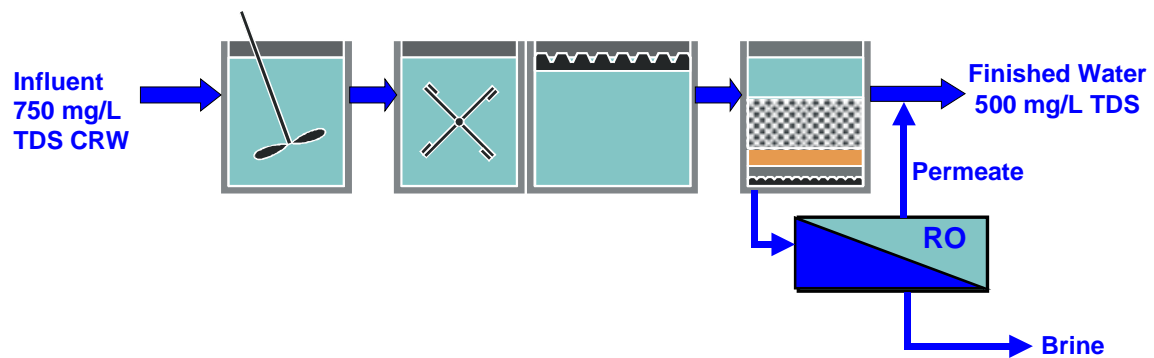 Influent
750 mg/L
TDS CRW
Finished Water
500 mg/L TDS
Permeate
RO
Brine